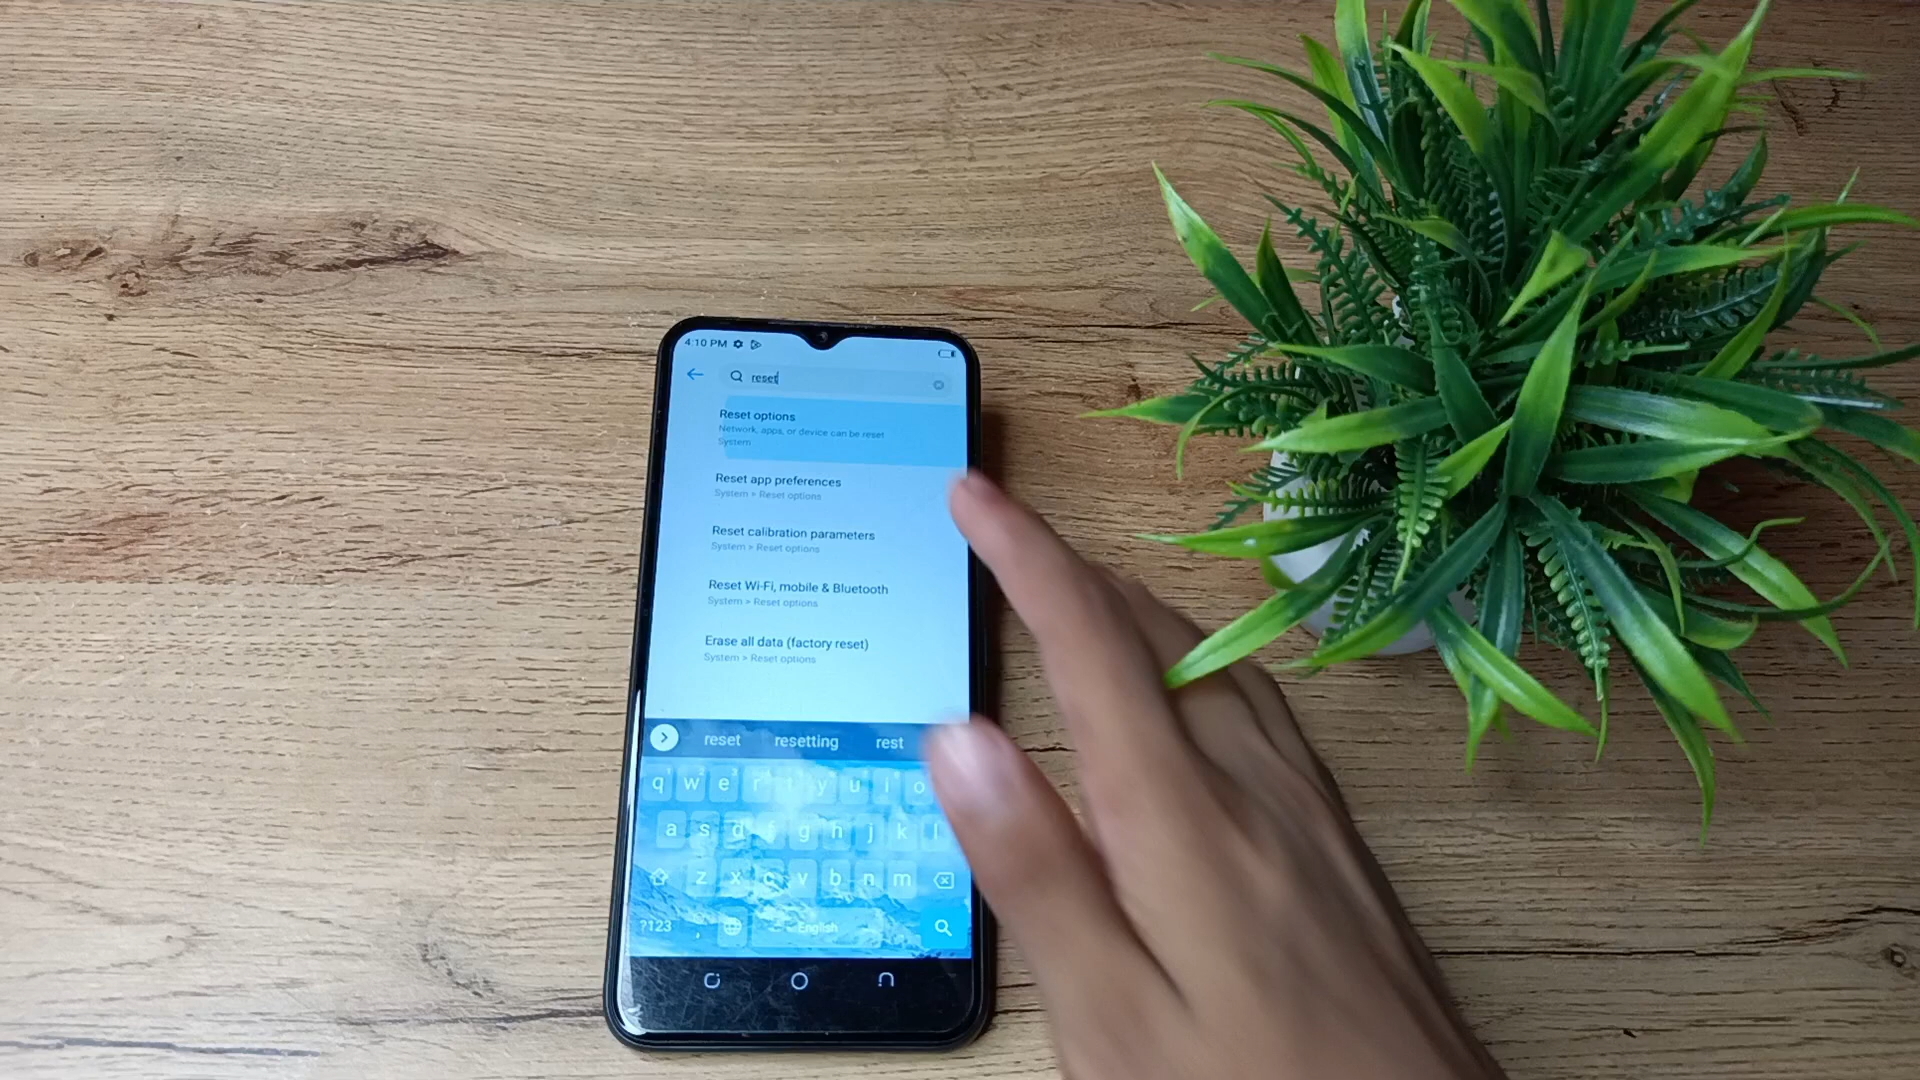 4:10 PM
reset
Reset options
Network, apps, or device can be reset
System
Reset app preferences
System > Reset options
Reset calibration parameters
System > Reset options
Reset Wi-Fi, mobile & Bluetooth
System > Reset options
Erase all data (factory reset)
System > Reset options
reset resetting rest
q w e r t y u i o
a s d f g h j k l
z x c v b n m
?123 , English